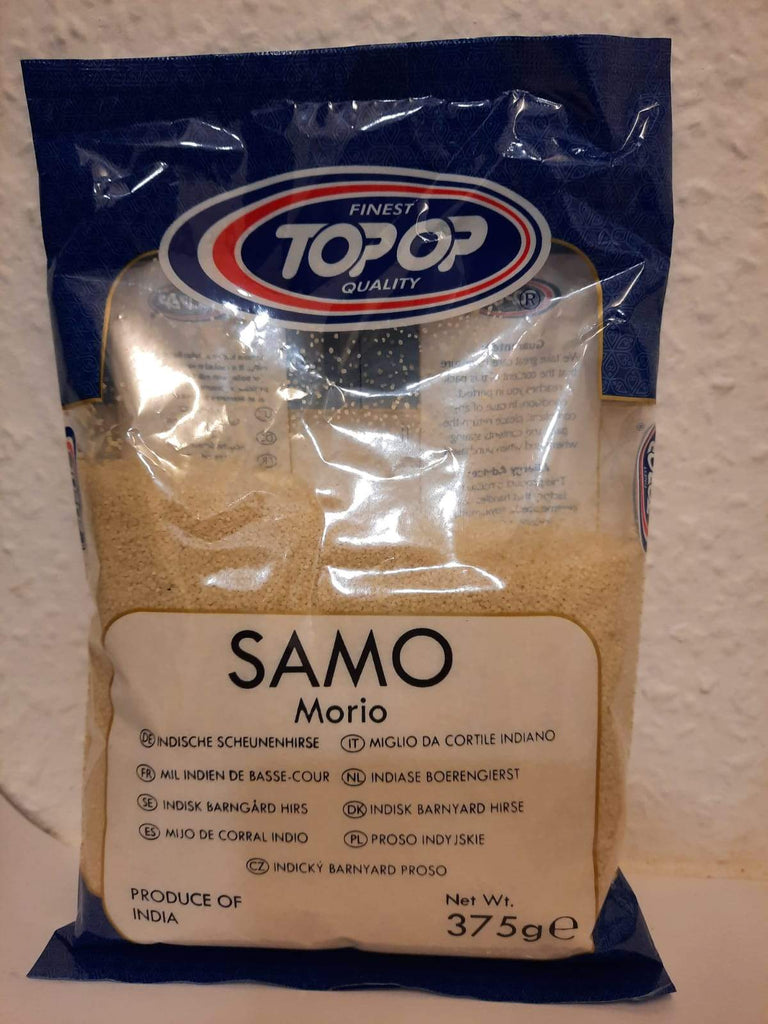 FINEST
TOPOP
QUALITY
®
SAMO
Morio
DE INDISCHE SCHEUNENHIRSE
IT MIGLIO DA CORTILE INDIANO
FR MIL INDIEN DE BASSE-COUR
NL INDIASE BOERENGIERST
SE INDISK BARNGÅRD HIRS
DK INDISK BARNYARD HIRSE
ES MIJO DE CORRAL INDIO
PL PROSO INDYJSKIE
CZ INDICKÝ BARNYARD PROSO
PRODUCE OF
INDIA
Net Wt.
375g℮